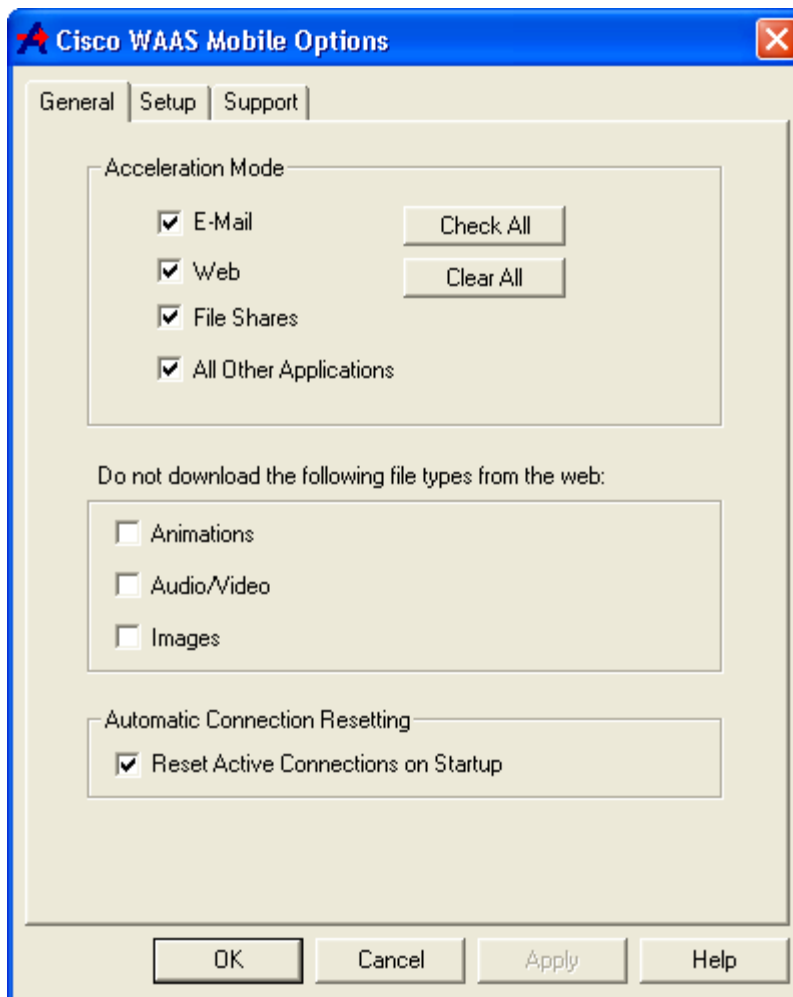 Cisco WAAS Mobile Options
General Setup Support
Acceleration Mode
E-Mail Check All
Web Clear All
File Shares
All Other Applications
Do not download the following file types from the web:
Animations
Audio/Video
Images
Automatic Connection Resetting
Reset Active Connections on Startup
OK Cancel Apply Help